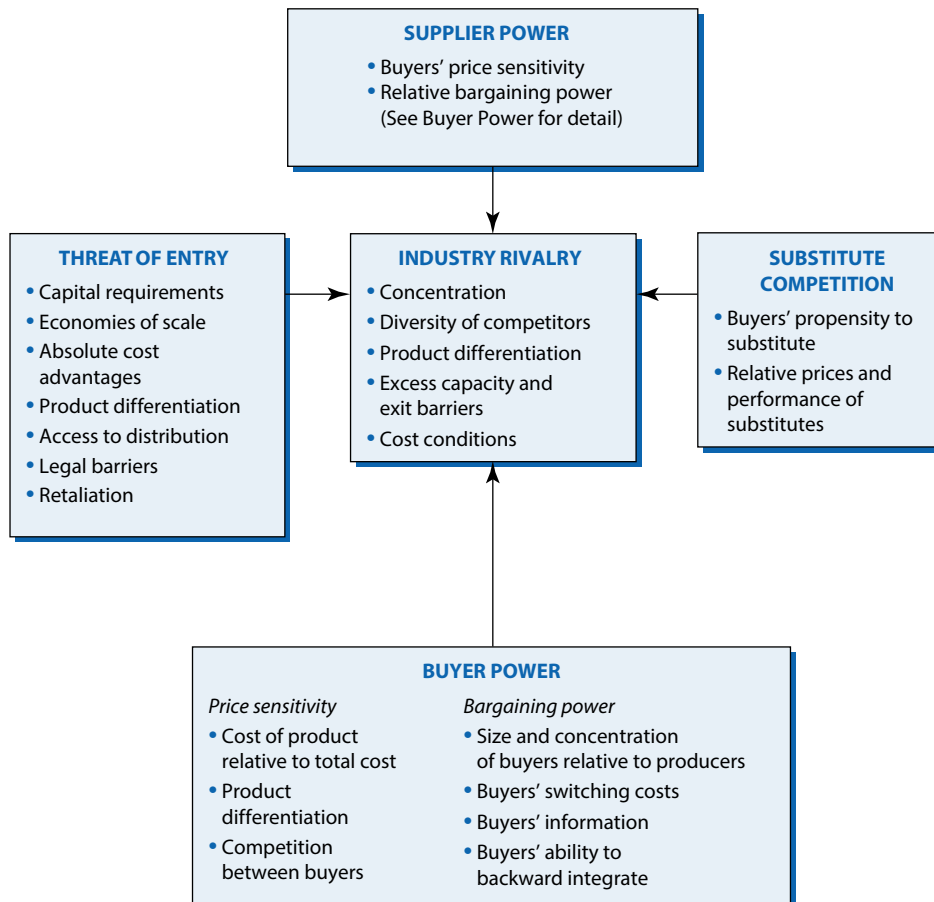 SUPPLIER POWER
• Buyers’ price sensitivity
• Relative bargaining power
(See Buyer Power for detail)
THREAT OF ENTRY
• Capital requirements
• Economies of scale
• Absolute cost
advantages
• Product differentiation
• Access to distribution
• Legal barriers
• Retaliation
INDUSTRY RIVALRY
• Concentration
• Diversity of competitors
• Product differentiation
• Excess capacity and
exit barriers
• Cost conditions
SUBSTITUTE
COMPETITION
• Buyers’ propensity to
substitute
• Relative prices and
performance of
substitutes
BUYER POWER
Price sensitivity
• Cost of product
relative to total cost
• Product
differentiation
• Competition
between buyers
Bargaining power
• Size and concentration
of buyers relative to producers
• Buyers’ switching costs
• Buyers’ information
• Buyers’ ability to
backward integrate